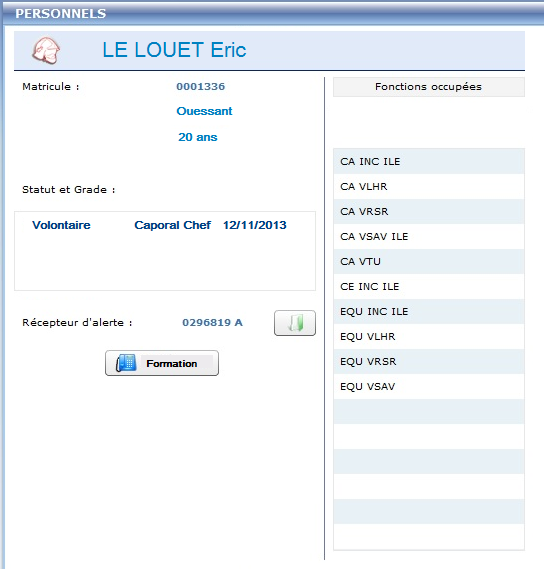 PERSONNELS
LE LOUET Eric
Matricule : 0001336
Ouessant
20 ans
Statut et Grade :
Volontaire Caporal Chef 12/11/2013
Récepteur d'alerte : 0296819 A
Formation
Fonctions occupées
CA INC ILE
CA VLHR
CA VRSR
CA VSAV ILE
CA VTU
CE INC ILE
EQU INC ILE
EQU VLHR
EQU VRSR
EQU VSAV